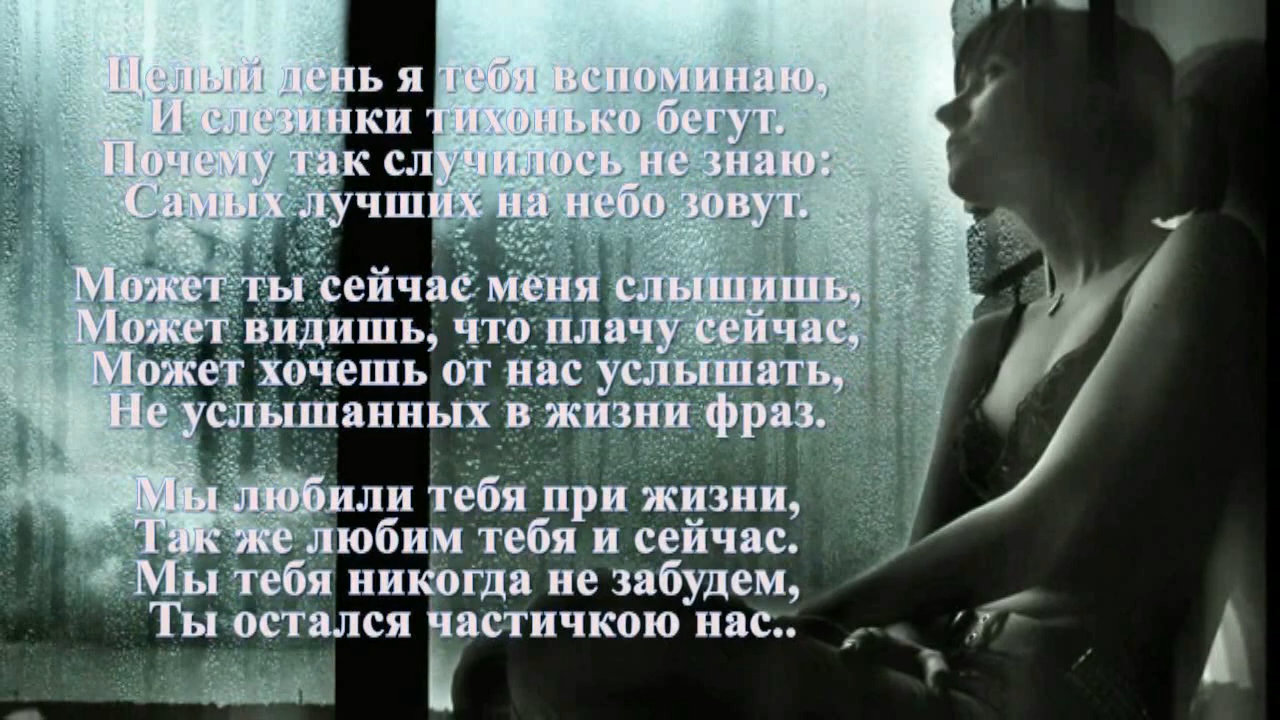 Целый день я тебя вспоминаю,
И слезинки тихонько бегут.
Почему так случилось не знаю:
Самых лучших на небо зовут.
Может ты сейчас меня слышишь,
Может видишь, что плачу сейчас,
Может хочешь от нас услышать,
Не услышанных в жизни фраз.
Мы любили тебя при жизни,
Так же любим тебя и сейчас.
Мы тебя никогда не забудем,
Ты остался частичкою нас..